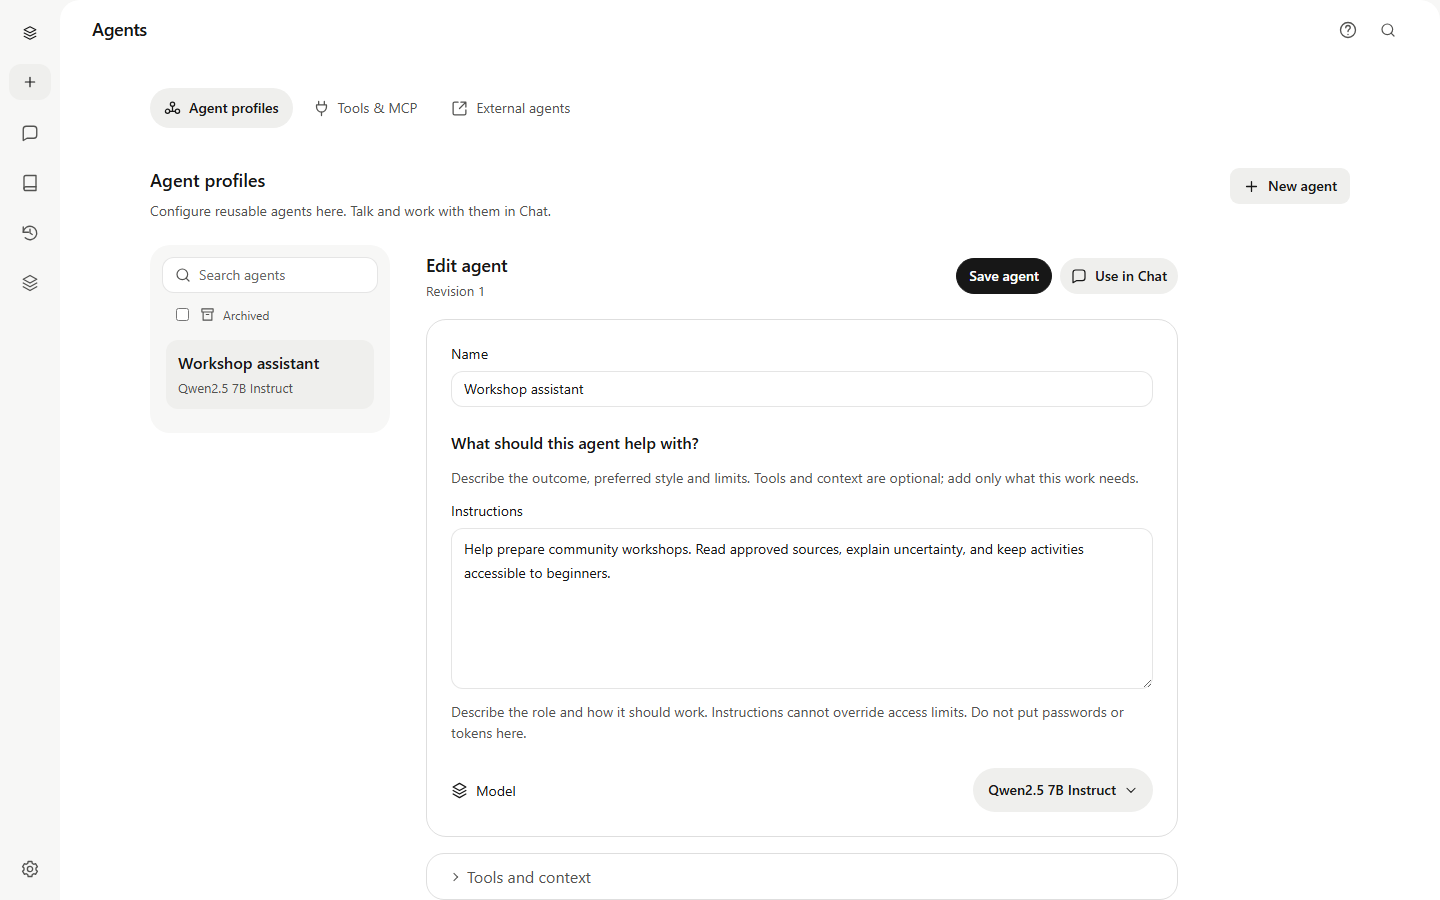 Agents
Agent profiles
Tools & MCP
External agents
Agent profiles
Configure reusable agents here. Talk and work with them in Chat.
New agent
Search agents
Archived
Workshop assistant
Qwen2.5 7B Instruct
Edit agent
Revision 1
Save agent
Use in Chat
Name
Workshop assistant
What should this agent help with?
Describe the outcome, preferred style and limits. Tools and context are optional; add only what this work needs.
Instructions
Help prepare community workshops. Read approved sources, explain uncertainty, and keep activities
accessible to beginners.
Describe the role and how it should work. Instructions cannot override access limits. Do not put passwords or
tokens here.
Model
Qwen2.5 7B Instruct
Tools and context